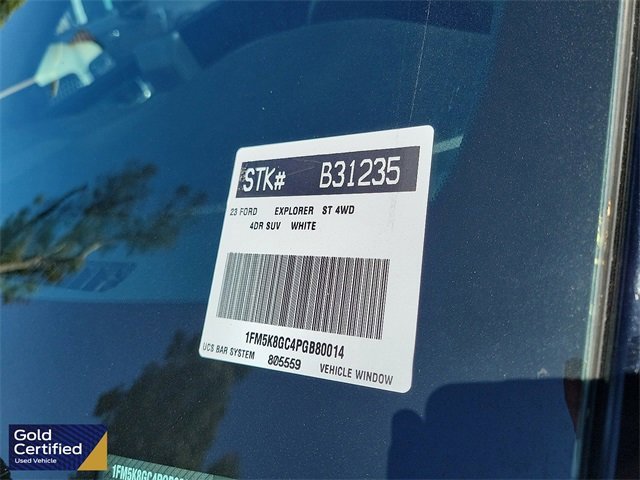 STK# B31235
23 FORD EXPLORER ST 4WD
4DR SUV WHITE
1FM5K8GC4PGB80014
UCS BAR SYSTEM 805559 VEHICLE WINDOW
Gold
Certified
Used Vehicle